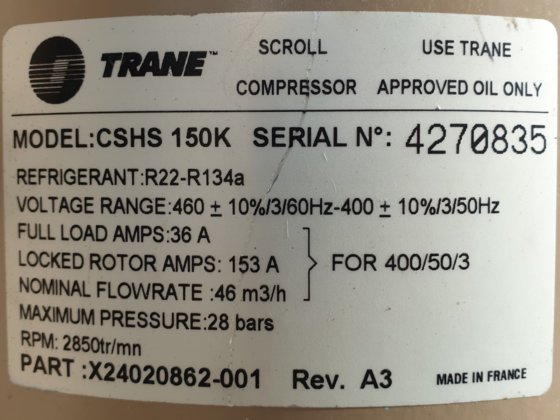 TRANE™ SCROLL USE TRANE
COMPRESSOR APPROVED OIL ONLY
MODEL:CSHS 150K SERIAL N°: 4270835
REFRIGERANT:R22-R134a
VOLTAGE RANGE:460 ± 10%/3/60Hz-400 ± 10%/3/50Hz
FULL LOAD AMPS:36 A
LOCKED ROTOR AMPS: 153 A FOR 400/50/3
NOMINAL FLOWRATE :46 m3/h
MAXIMUM PRESSURE:28 bars
RPM: 2850tr/mn
PART :X24020862-001 Rev. A3 MADE IN FRANCE